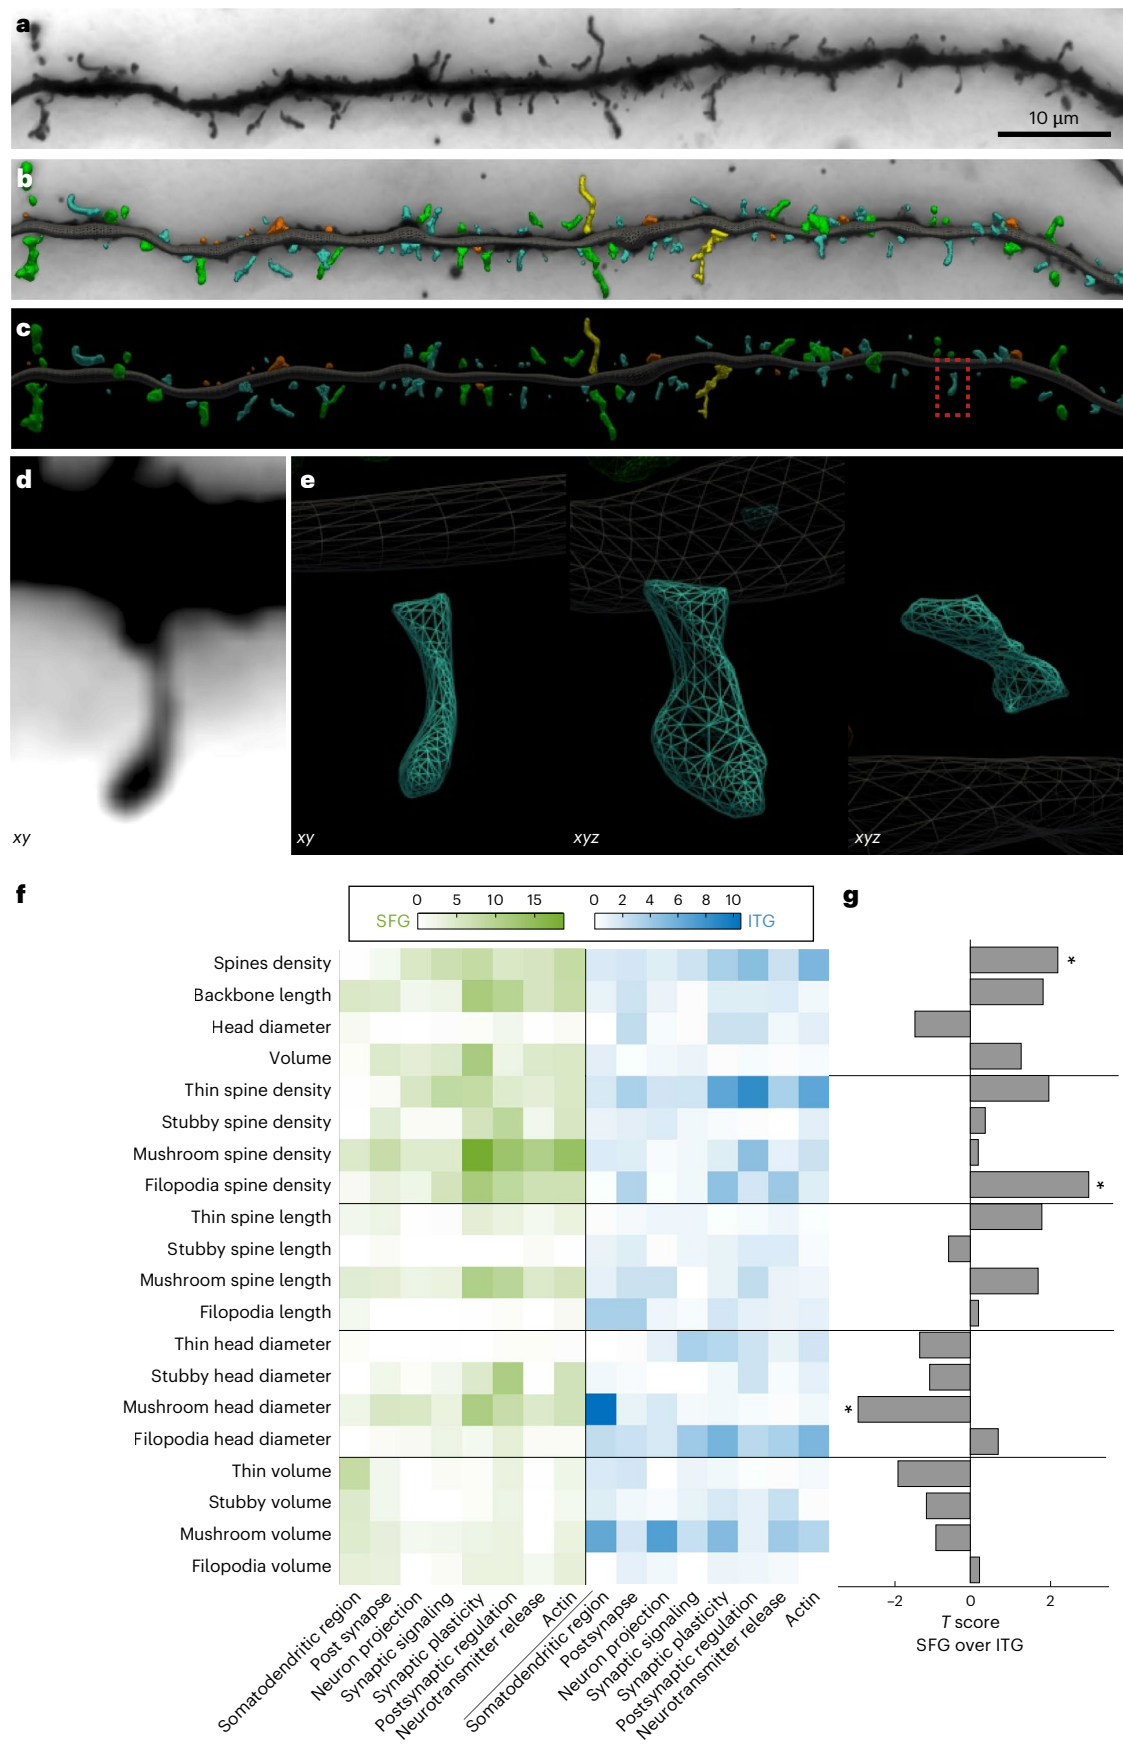 a
10 µm
b
c
d
xy
e
xy
xyz
xyz
f
0 5 10 15
SFG
0 2 4 6 8 10
ITG
g
Spines density
*
Backbone length
Head diameter
Volume
Thin spine density
Stubby spine density
Mushroom spine density
Filopodia spine density
*
Thin spine length
Stubby spine length
Mushroom spine length
Filopodia length
Thin head diameter
Stubby head diameter
Mushroom head diameter
*
Filopodia head diameter
Thin volume
Stubby volume
Mushroom volume
Filopodia volume
Somatodendritic region
Post synapse
Neuron projection
Synaptic signaling
Synaptic plasticity
Postsynaptic regulation
Neurotransmitter release
Actin
Somatodendritic region
Postsynapse
Neuron projection
Synaptic signaling
Synaptic plasticity
Postsynaptic regulation
Neurotransmitter release
Actin
−2 0 2
T score
SFG over ITG